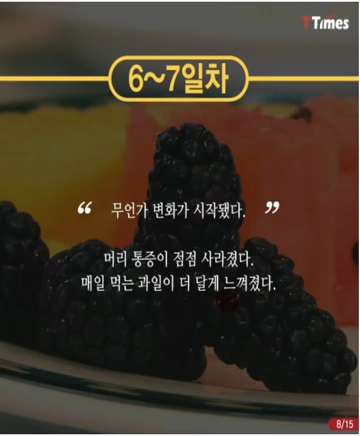 TTimes
6~7일차
“ 무언가 변화가 시작됐다. ”
머리 통증이 점점 사라졌다.
매일 먹는 과일이 더 달게 느껴졌다.
8/15